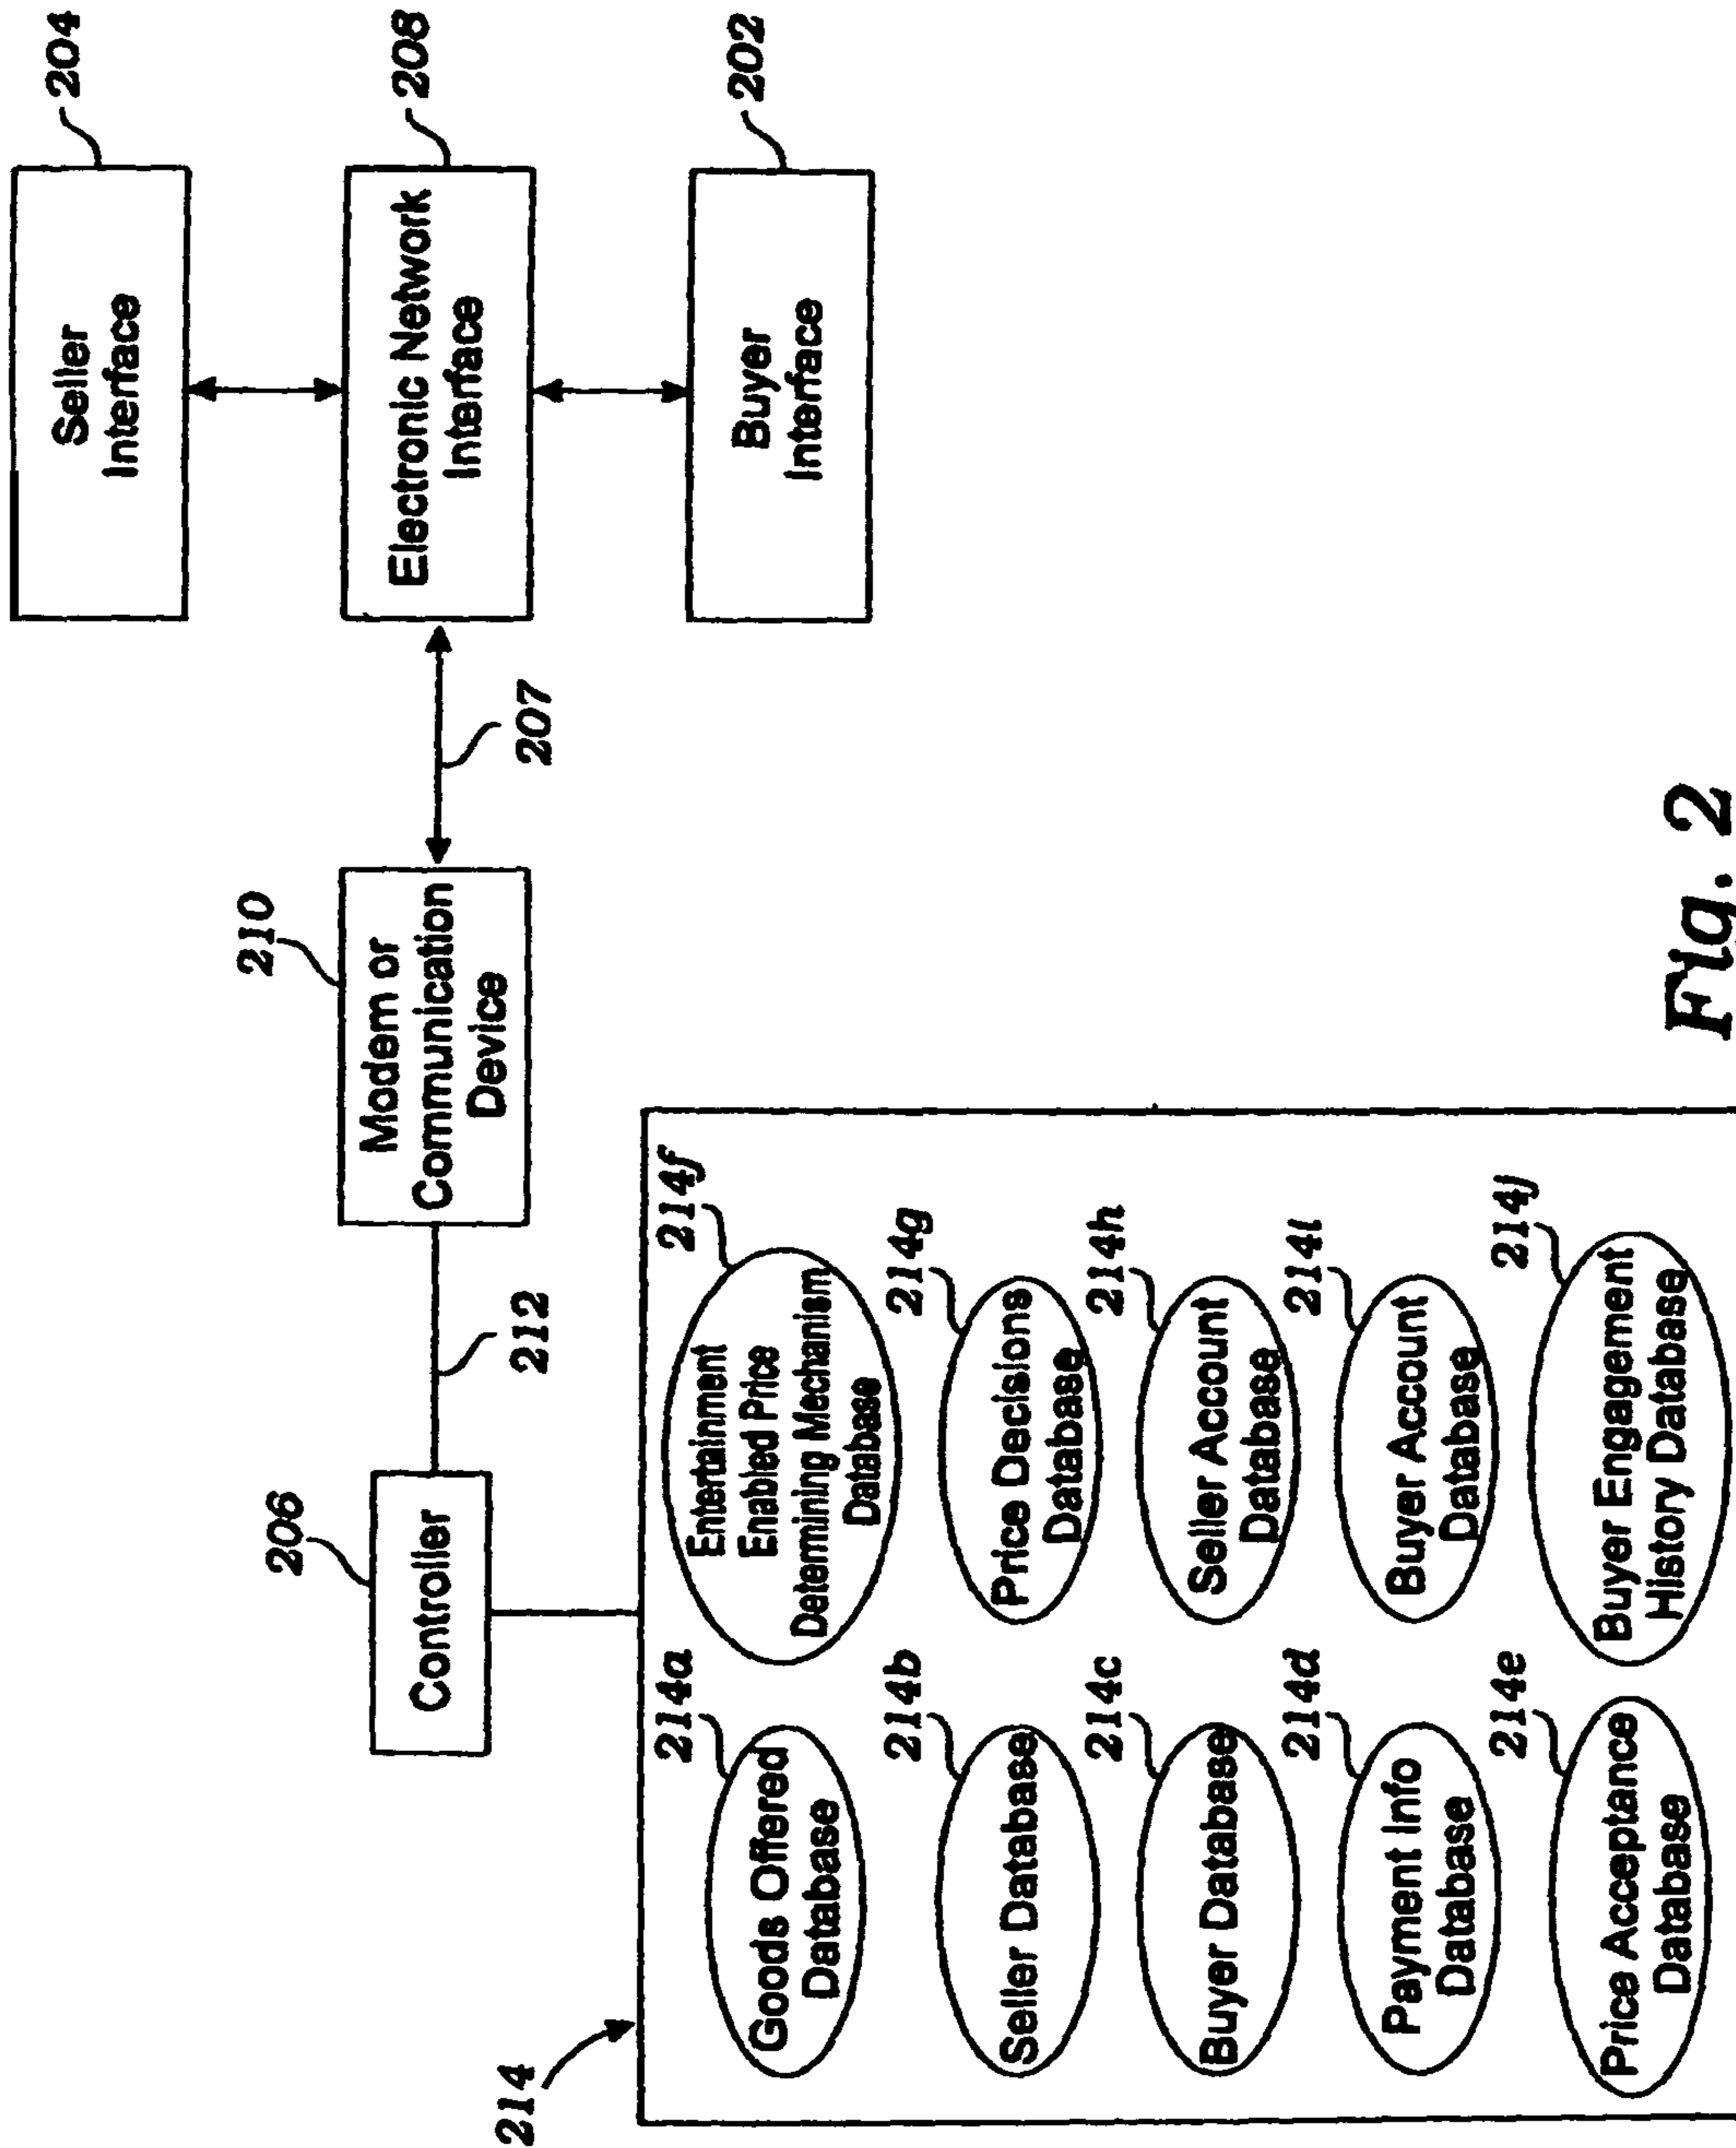 204
Seller
Interface
208
Electronic Network
Interface
202
Buyer
Interface
207
210
Modem or
Communication
Device
212
206
Controller
214
214a
Goods Offered
Database
214b
Seller Database
214c
Buyer Database
214d
Payment Info
Database
214e
Price Acceptance
Database
214f
Entertainment
Enabled Price
Determining Mechanism
Database
214g
Price Decisions
Database
214h
Seller Account
Database
214i
Buyer Account
Database
214j
Buyer Engagement
History Database
Fig. 2